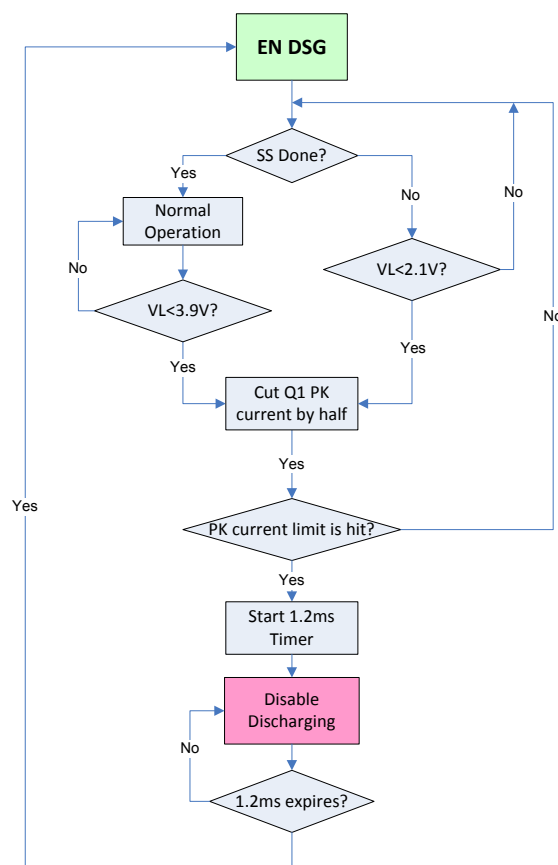 EN DSG
SS Done?
Yes
No
Normal
Operation
No
No
VL<2.1V?
VL<3.9V?
No
Yes
Yes
Cut Q1 PK
current by half
Yes
Yes
PK current limit is hit?
Yes
Start 1.2ms
Timer
Disable
Discharging
No
1.2ms expires?